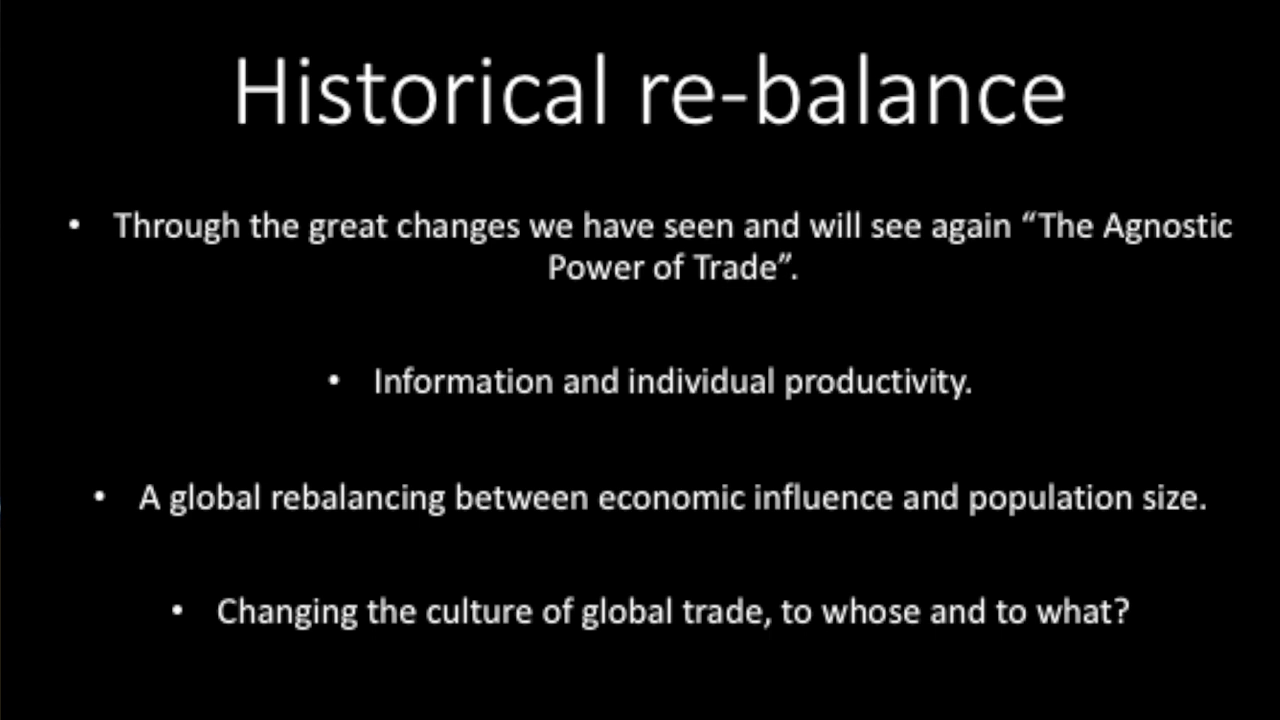 Historical re-balance
• Through the great changes we have seen and will see again “The Agnostic
Power of Trade”.
• Information and individual productivity.
• A global rebalancing between economic influence and population size.
• Changing the culture of global trade, to whose and to what?